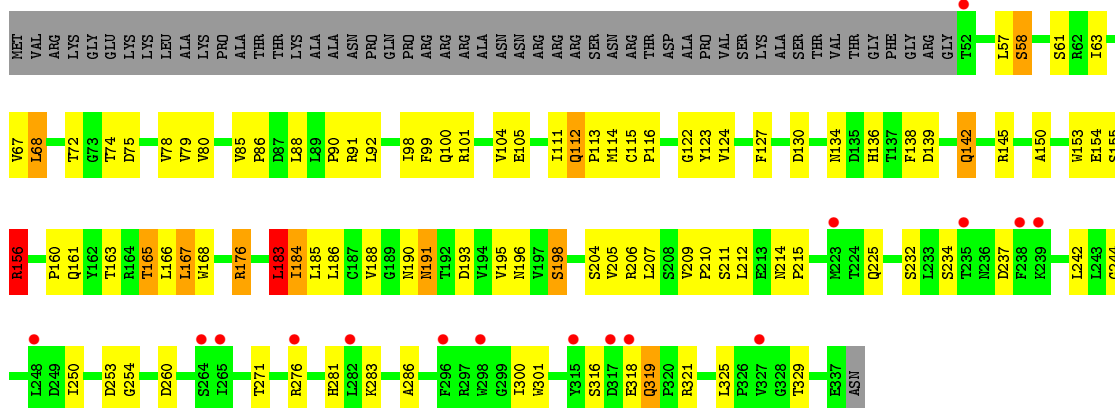 MET VAL ARG LYS GLY GLU LYS LYS LEU ALA LYS PRO ALA THR THR LYS ALA ALA ASN PRO GLN PRO ARG ARG ARG ALA ASN ASN ARG ARG ARG SER ASN ARG THR ASP ALA PRO VAL SER LYS ALA SER THR VAL THR GLY PHE GLY ARG GLY T52 L57 S58 S61 R62 I63
V67 L68 T72 G73 T74 D75 V78 V79 V80 V85 P86 D87 L88 L89 P90 R91 L92 I98 F99 Q100 R101 V104 E105 I111 Q112 P113 M114 C115 P116 G122 Y123 V124 F127 D130 N134 D135 H136 T137 F138 D139 Q142 R145 A150 W153 E154 S155
R156 P160 Q161 Y162 T163 R164 T165 L166 L167 W168 R176 L183 I184 L185 L186 C187 V188 G189 N190 N191 T192 D193 V194 V195 N196 V197 S198 S204 V205 R206 L207 S208 V209 P210 S211 L212 E213 N214 P215 M223 T224 Q225 S232 L233 S234 T235 N236 D237 F238 K239 L242 L243
L248 D249 I250 D253 G254 D260 S264 I265 T271 R276 H281 L282 K283 A286 F296 R297 W298 G299 I300 W301 Y315 S316 D317 E318 Q319 P320 R321 L325 P326 V327 G328 T329 E337 ASN